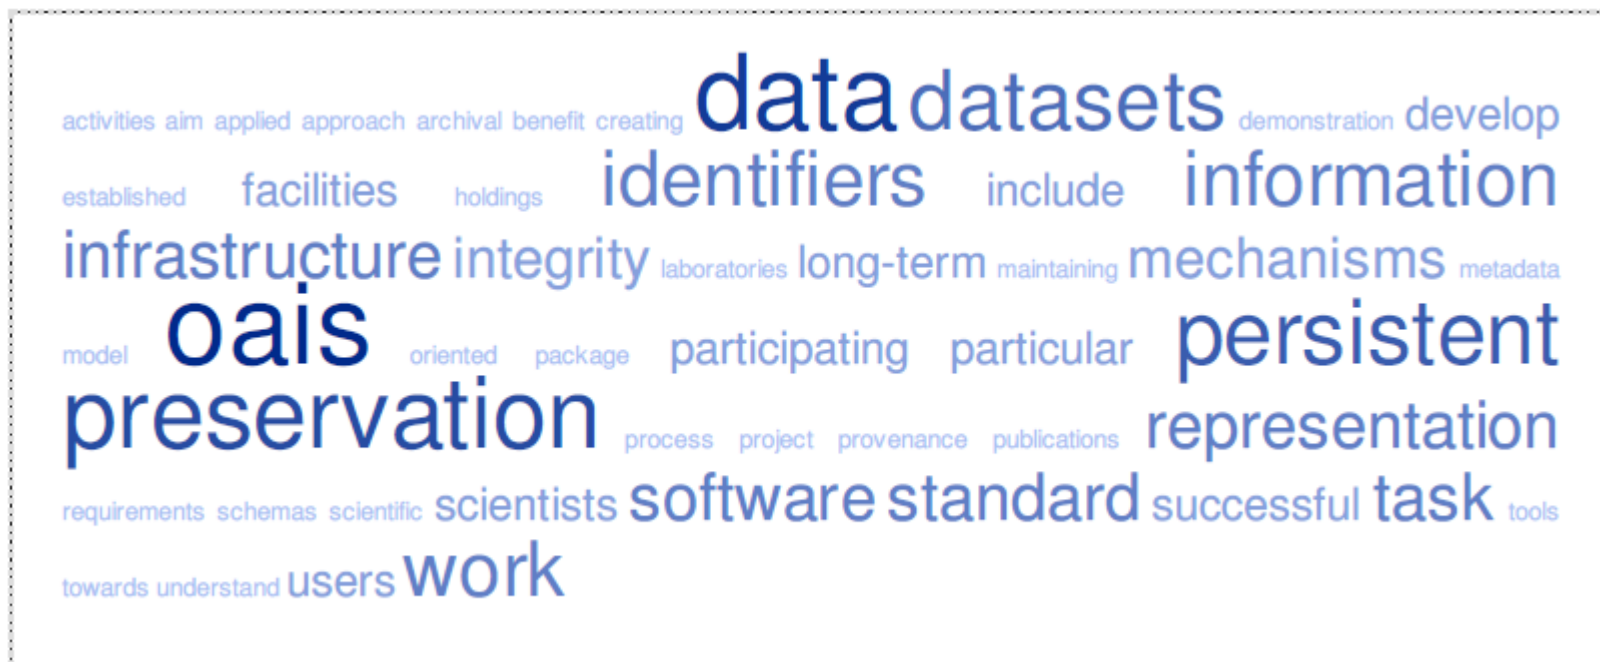 activities aim applied approach archival benefit creating data datasets demonstration develop
established facilities holdings identifiers include information
infrastructure integrity laboratories long-term maintaining mechanisms metadata
model oais oriented package participating particular persistent
preservation process project provenance publications representation
requirements schemas scientific scientists software standard successful task tools
towards understand users work